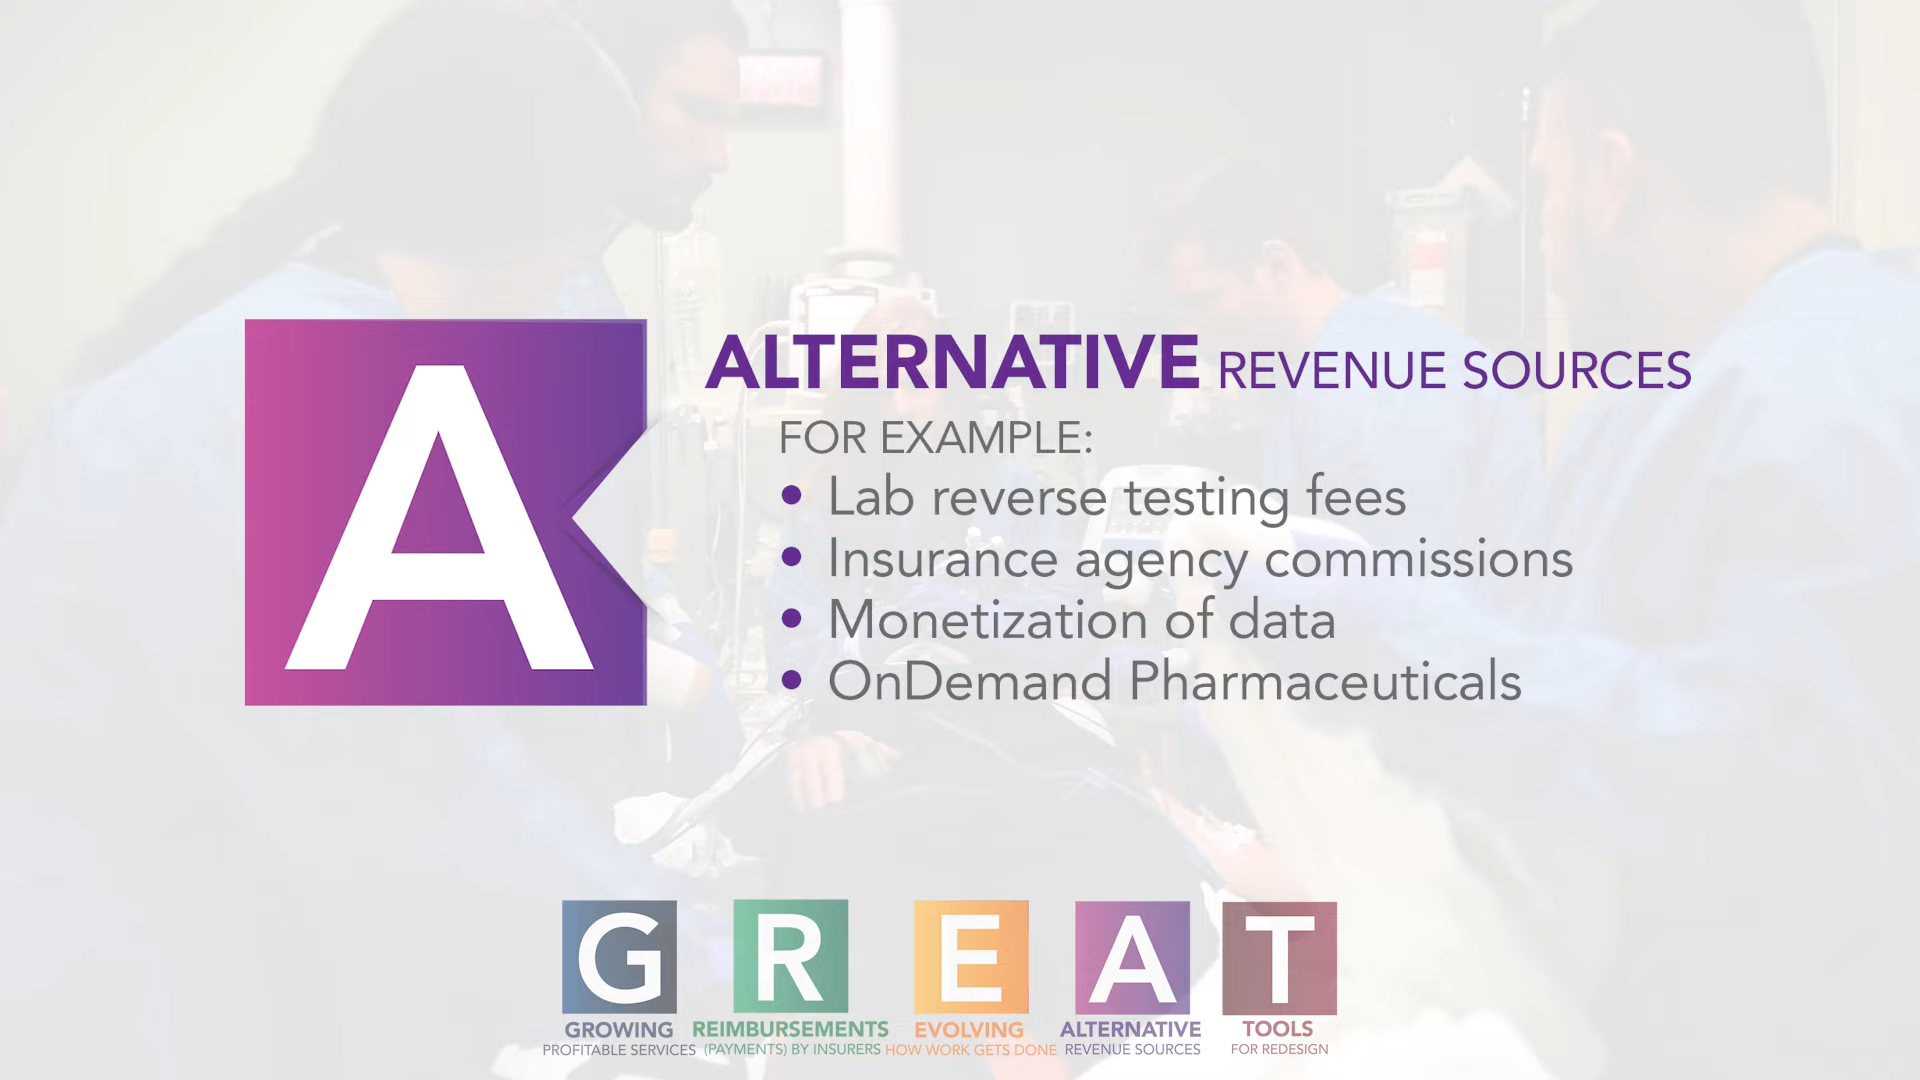 A
ALTERNATIVE REVENUE SOURCES
FOR EXAMPLE:
• Lab reverse testing fees
• Insurance agency commissions
• Monetization of data
• OnDemand Pharmaceuticals
G R E A T
GROWING REIMBURSEMENTS EVOLVING ALTERNATIVE TOOLS
PROFITABLE SERVICES (PAYMENTS) BY INSURERS HOW WORK GETS DONE REVENUE SOURCES FOR REDESIGN